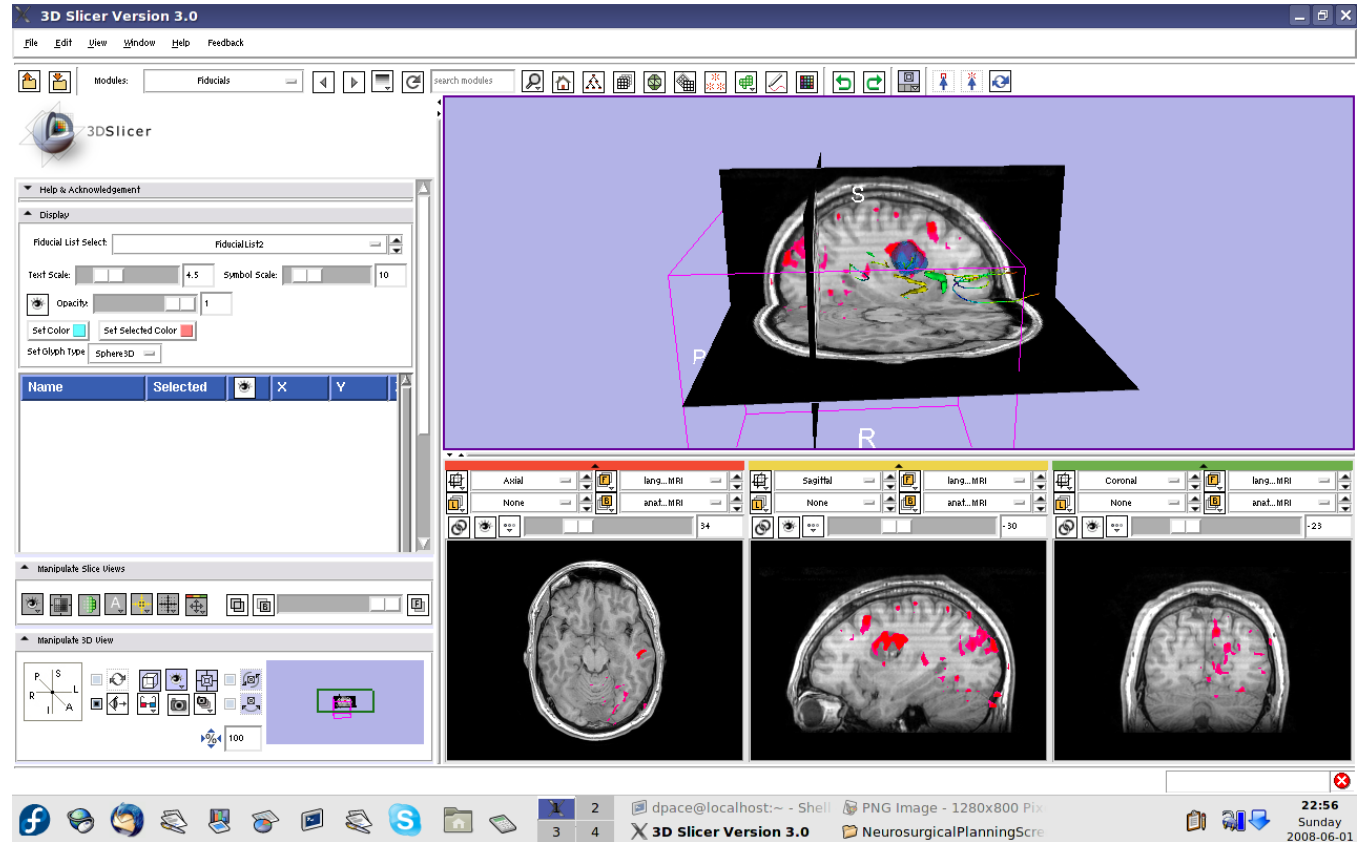 3D Slicer Version 3.0
File Edit View Window Help Feedback
Modules: Fiducials search modules
3DSlicer
Help & Acknowledgement
Display
Fiducial List Select: FiducialList2
Text Scale: 4.5 Symbol Scale: 10
Opacity: 1
Set Color Set Selected Color
Set Glyph Type Sphere3D
Name Selected X Y
S
P
R
Axial lang...MRI
None anat...MRI
34
Sagittal lang...MRI
None anat...MRI
-30
Coronal lang...MRI
None anat...MRI
-23
Manipulate Slice Views
Manipulate 3D View
P S
R L
I A
100
1 2
3 4
dpace@localhost:~ - Shell
PNG Image - 1280x800 Pix
3D Slicer Version 3.0
NeurosurgicalPlanningScre
22:56
Sunday
2008-06-01